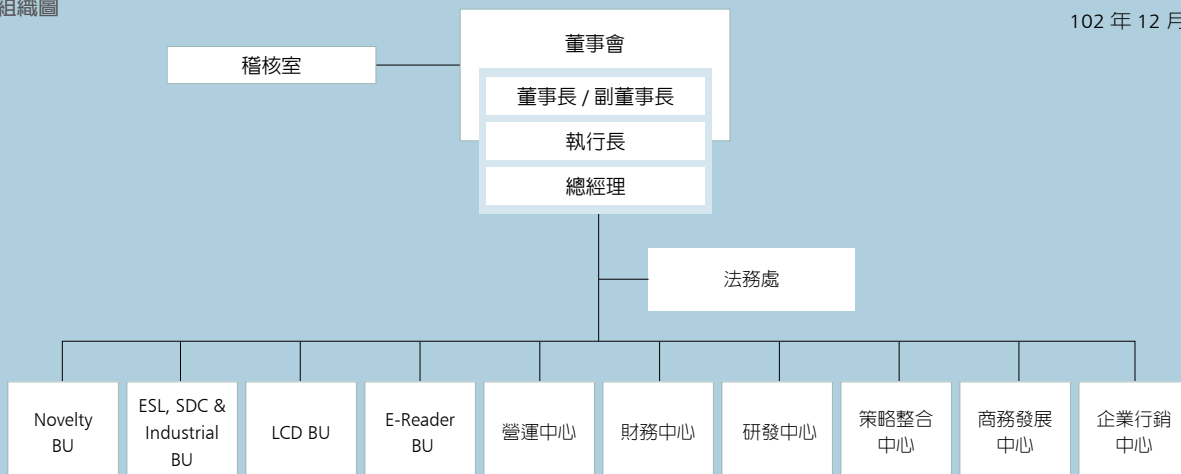 組織圖
102 年 12 月
董事會
稽核室
董事長 / 副董事長
執行長
總經理
法務處
Novelty
BU
ESL, SDC &
Industrial
BU
LCD BU
E-Reader
BU
營運中心
財務中心
研發中心
策略整合
中心
商務發展
中心
企業行銷
中心